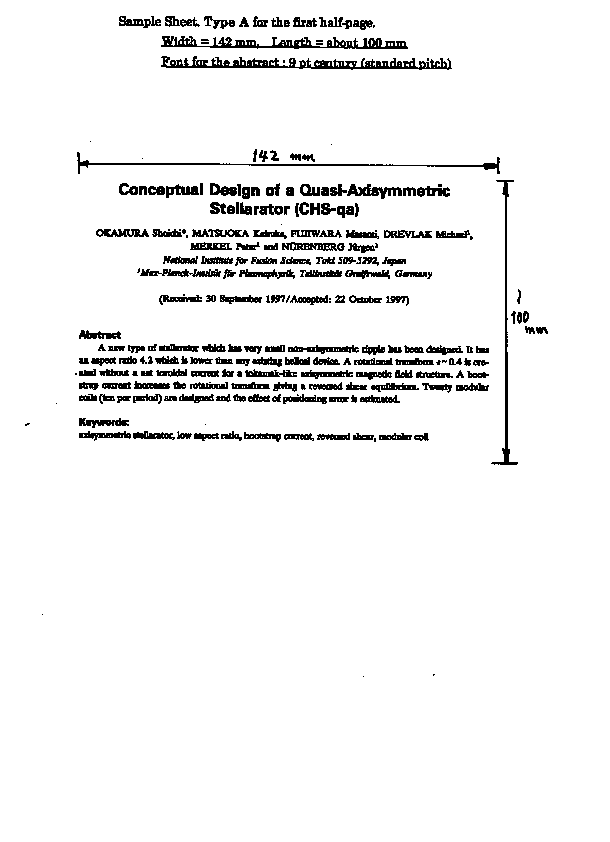 Sample Sheet. Type A for the first half-page.
Width = 142 mm, Length = about 100 mm
Font for the abstract : 9 pt century (standard pitch)
142 mm
Conceptual Design of a Quasi-Axisymmetric
Stellarator (CHS-qa)
OKAMURA Shoichi*, MATSUOKA Keisuke, FUJIWARA Masami, DREVLAK Michael¹,
MERKEL Peter¹ and NÜRENBERG Jürgen¹
National Institute for Fusion Science, Toki 509-5292, Japan
¹Max-Planck-Institüt für Plasmaphysik, Teilinstitüt Greifswald, Germany
(Received: 30 September 1997/Accepted: 22 October 1997)
~
100
mm
Abstract
A new type of stellarator which has very small non-axisymmetric ripple has been designed. It has
an aspect ratio 4.2 which is lower than any existing helical device. A rotational transform ~ 0.4 is cre-
ated without a net toroidal current for a tokamak-like axisymmetric magnetic field structure. A boot-
strap current increases the rotational transform giving a reversed shear equilibrium. Twenty modular
coils (ten per period) are designed and the effect of positioning error is estimated.
Keywords:
axisymmetric stellarator, low aspect ratio, bootstrap current, reversed shear, modular coil